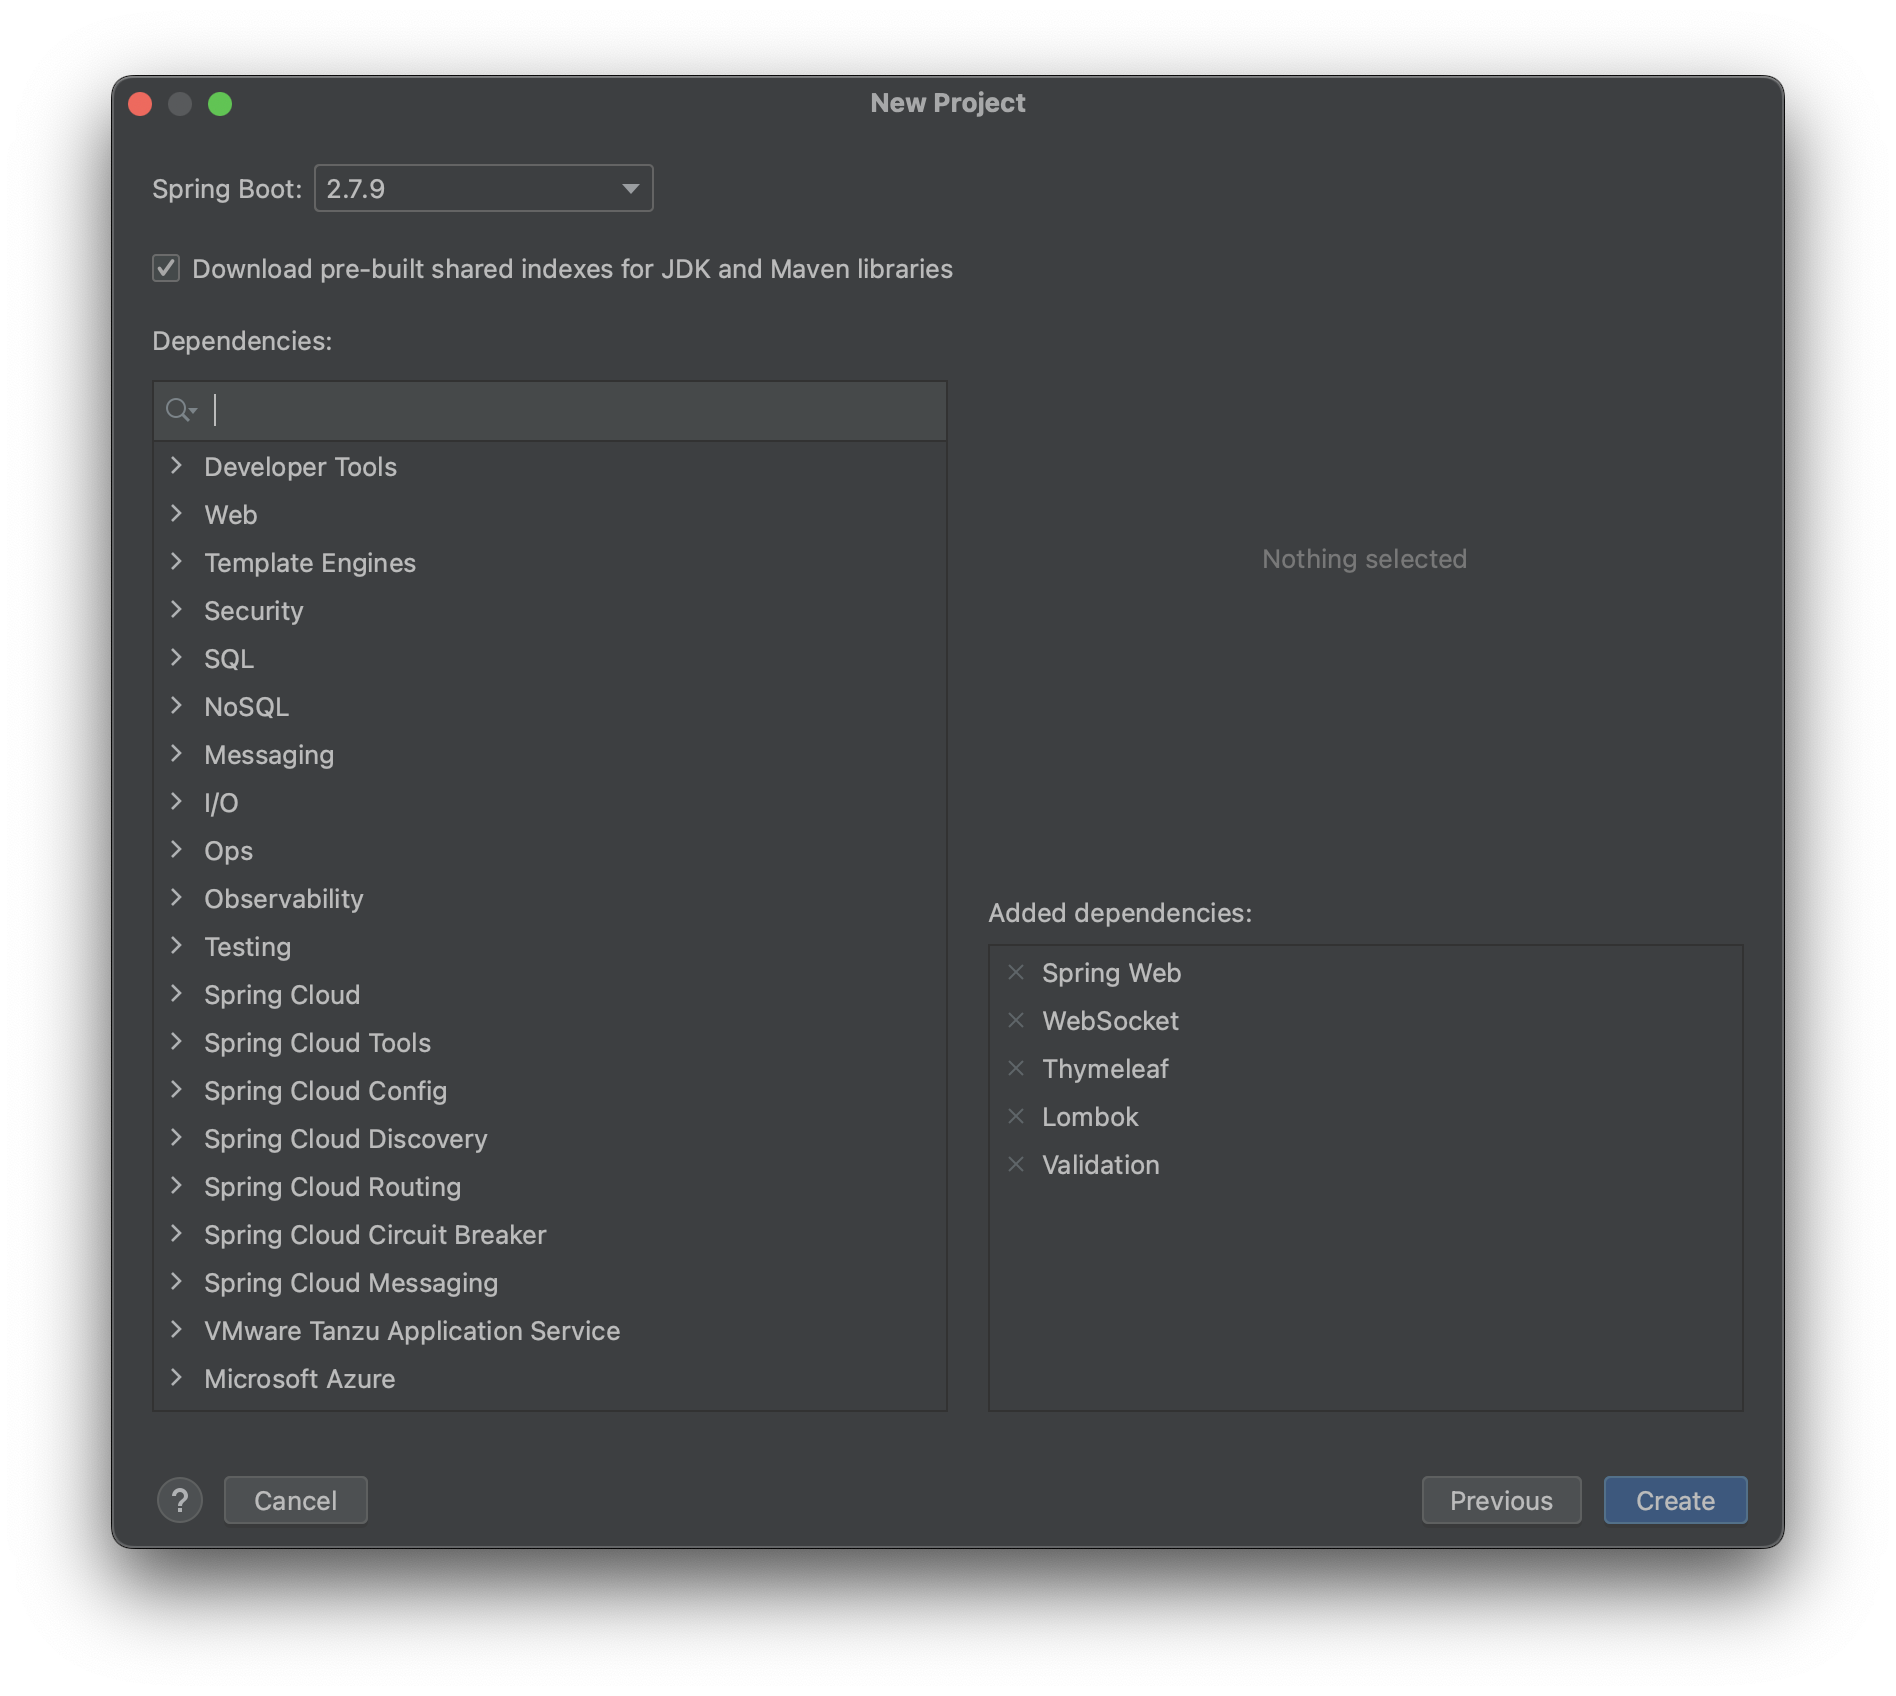 New Project
Spring Boot: 2.7.9
Download pre-built shared indexes for JDK and Maven libraries
Dependencies:
Developer Tools
Web
Template Engines
Security
SQL
NoSQL
Messaging
I/O
Ops
Observability
Testing
Spring Cloud
Spring Cloud Tools
Spring Cloud Config
Spring Cloud Discovery
Spring Cloud Routing
Spring Cloud Circuit Breaker
Spring Cloud Messaging
VMware Tanzu Application Service
Microsoft Azure
Nothing selected
Added dependencies:
Spring Web
WebSocket
Thymeleaf
Lombok
Validation
? Cancel Previous Create